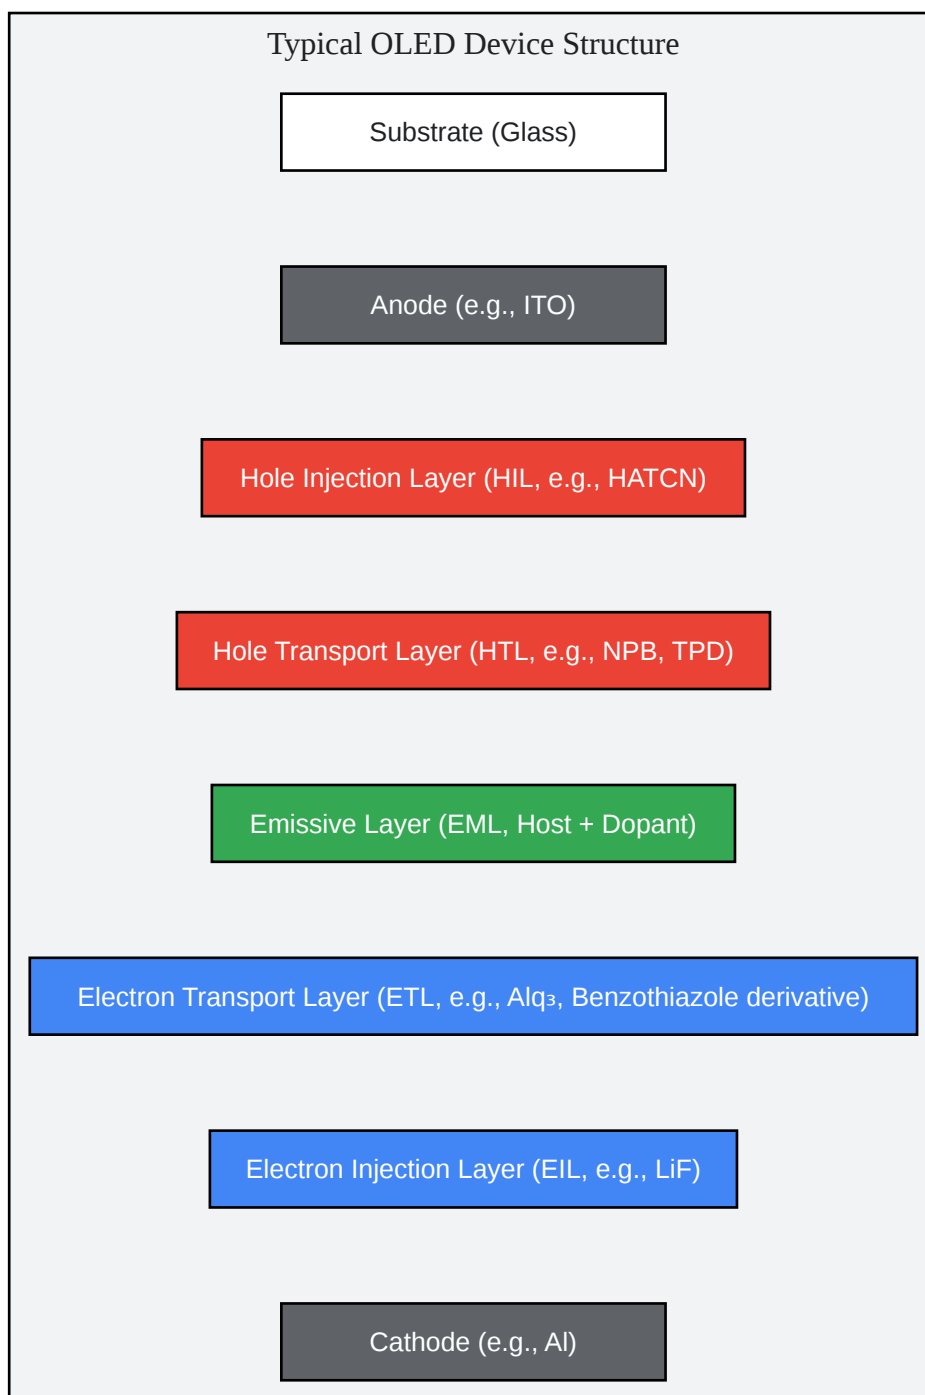 Typical OLED Device Structure
Substrate (Glass)
Anode (e.g., ITO)
Hole Injection Layer (HIL, e.g., HATCN)
Hole Transport Layer (HTL, e.g., NPB, TPD)
Emissive Layer (EML, Host + Dopant)
Electron Transport Layer (ETL, e.g., Alq₃, Benzothiazole derivative)
Electron Injection Layer (EIL, e.g., LiF)
Cathode (e.g., Al)